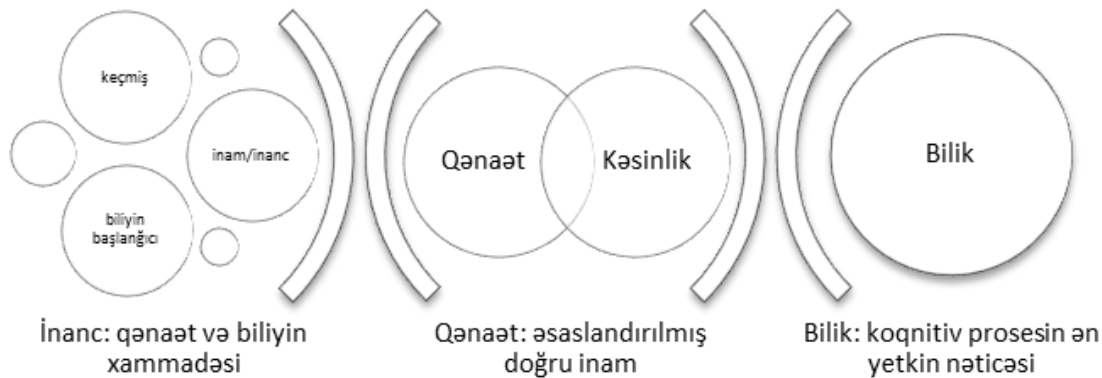 keçmiş
inam/inanc
biliyin
başlanğıcı
Qənaət
Kəsinlik
Bilik
İnanc: qənaət və biliyin
xammadəsi
Qənaət: əsaslandırılmış
doğru inam
Bilik: koqnitiv prosesin ən
yetkin nəticəsi